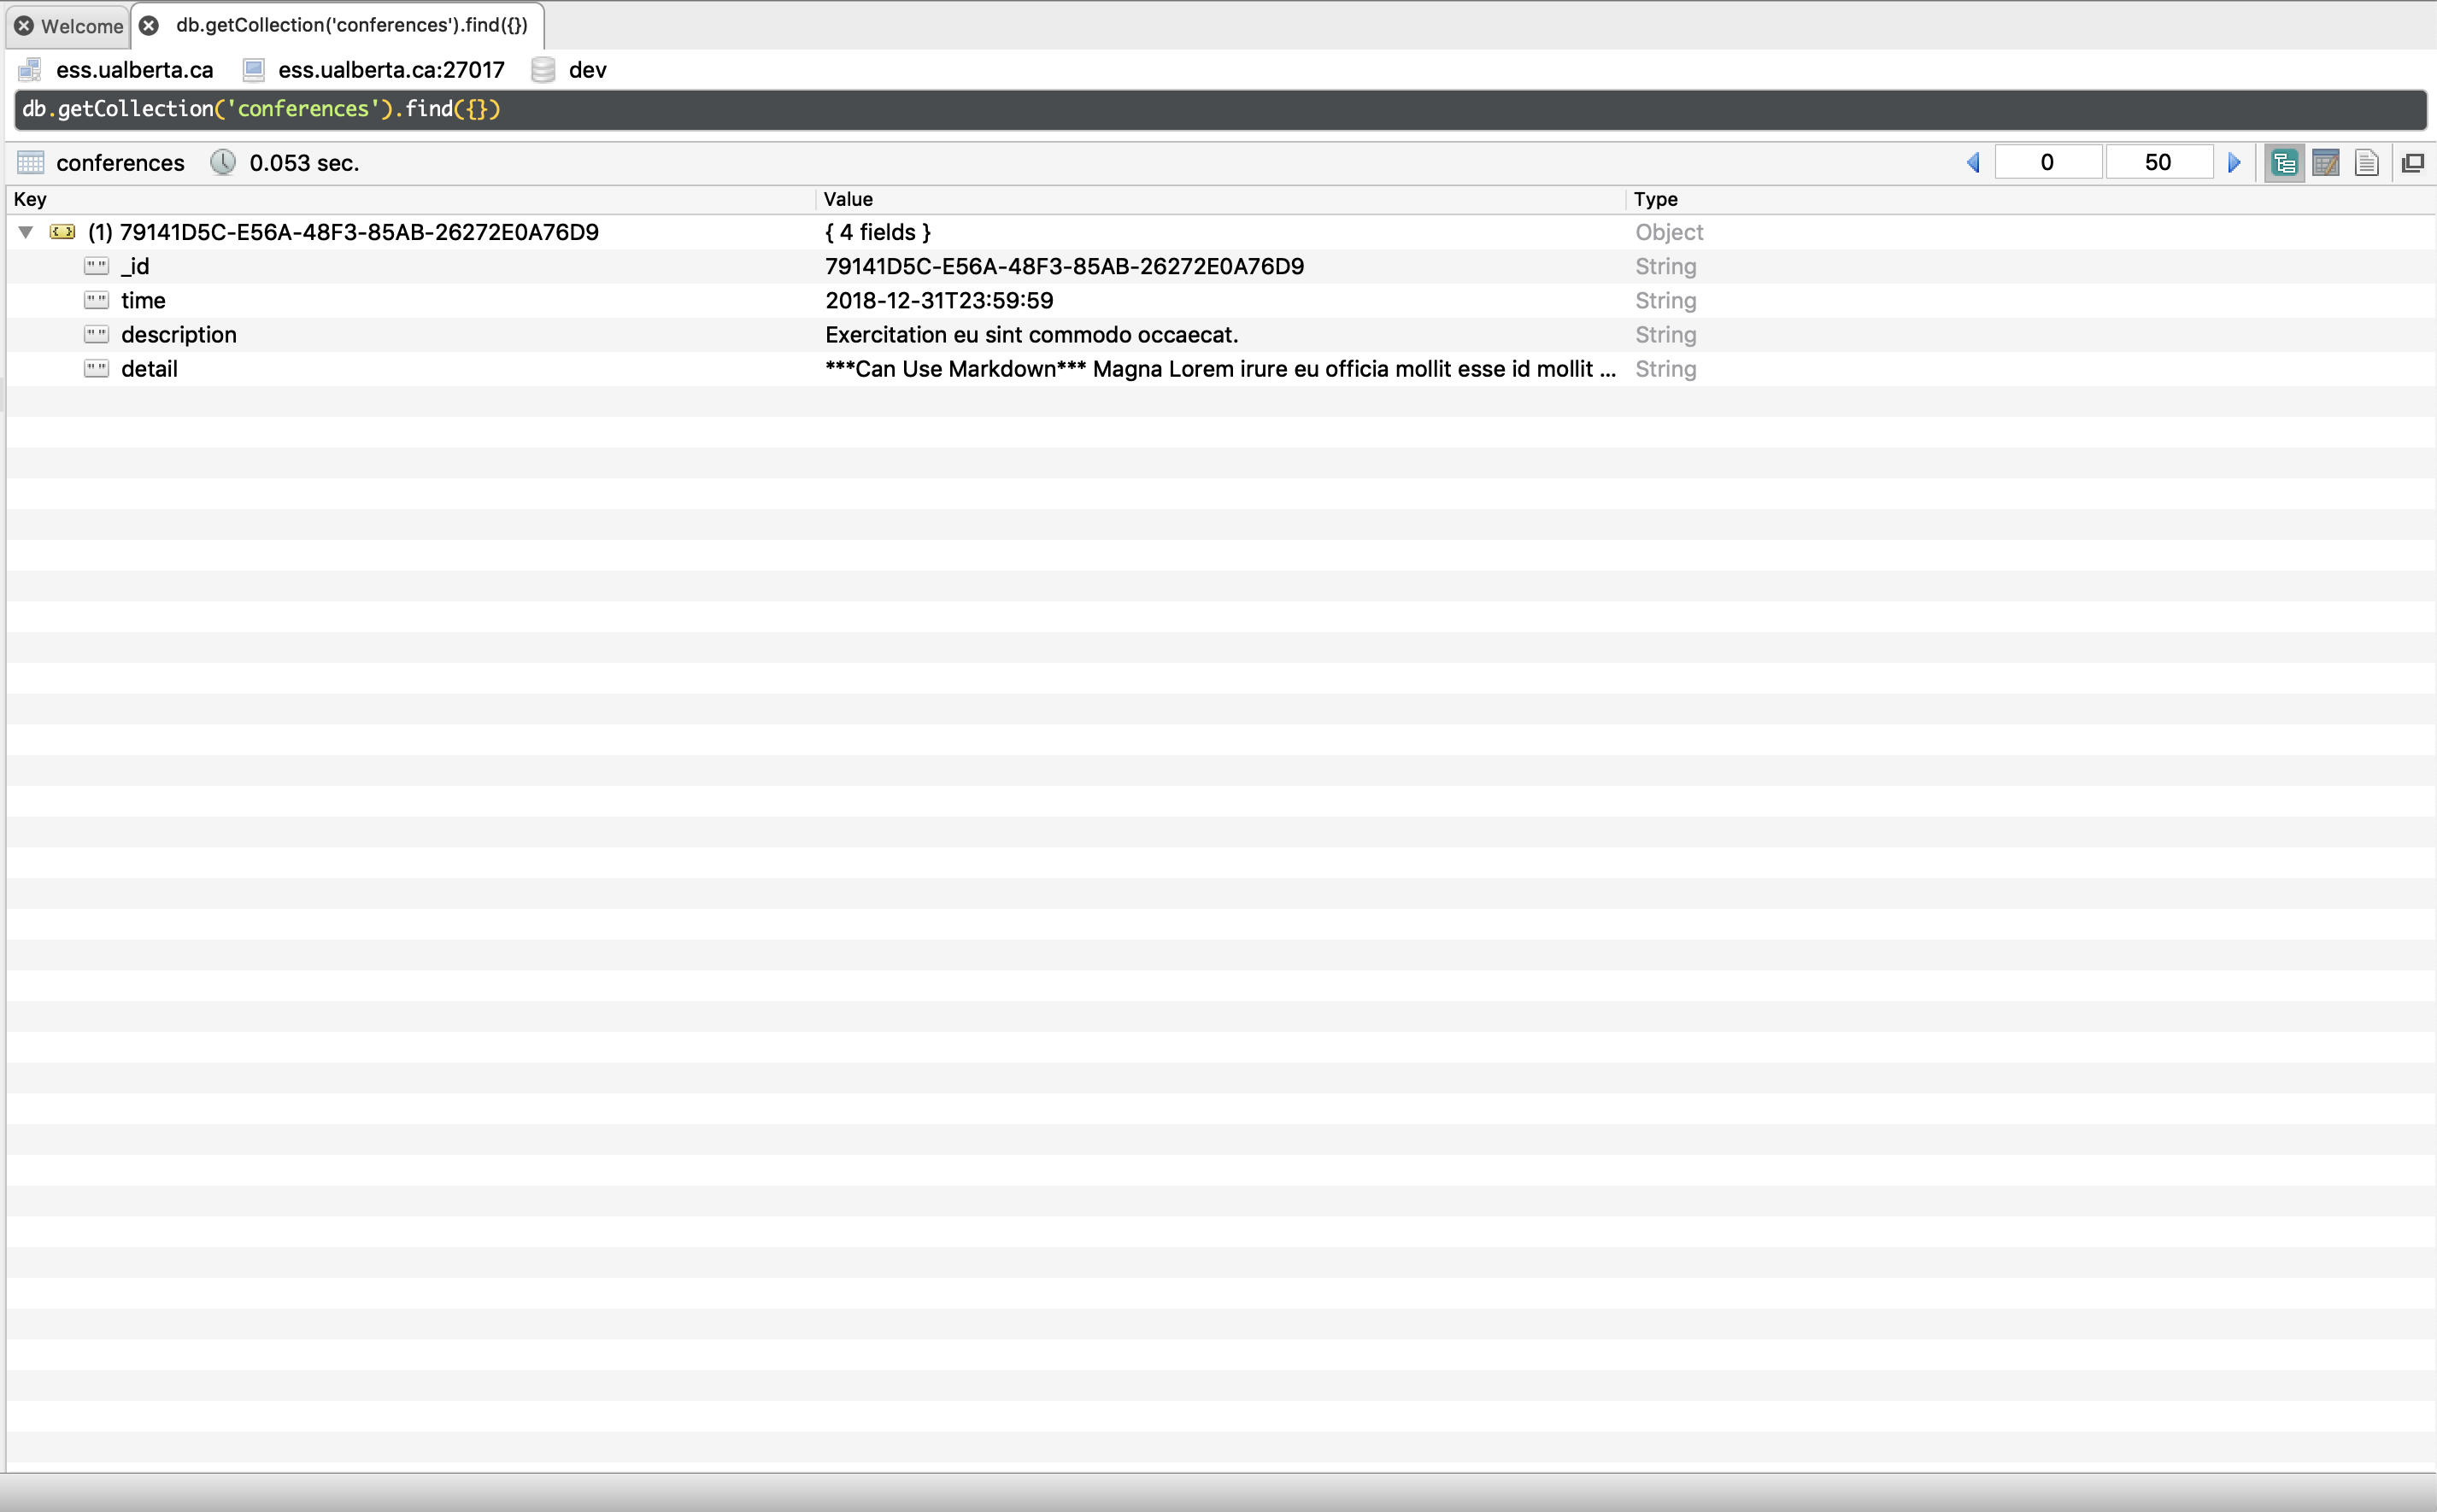 Welcome db.getCollection('conferences').find({})
ess.ualberta.ca ess.ualberta.ca:27017 dev
db.getCollection('conferences').find({})
conferences 0.053 sec. 0 50
Key Value Type
(1) 79141D5C-E56A-48F3-85AB-26272E0A76D9 { 4 fields } Object
_id 79141D5C-E56A-48F3-85AB-26272E0A76D9 String
time 2018-12-31T23:59:59 String
description Exercitation eu sint commodo occaecat. String
detail ***Can Use Markdown*** Magna Lorem irure eu officia mollit esse id mollit ... String